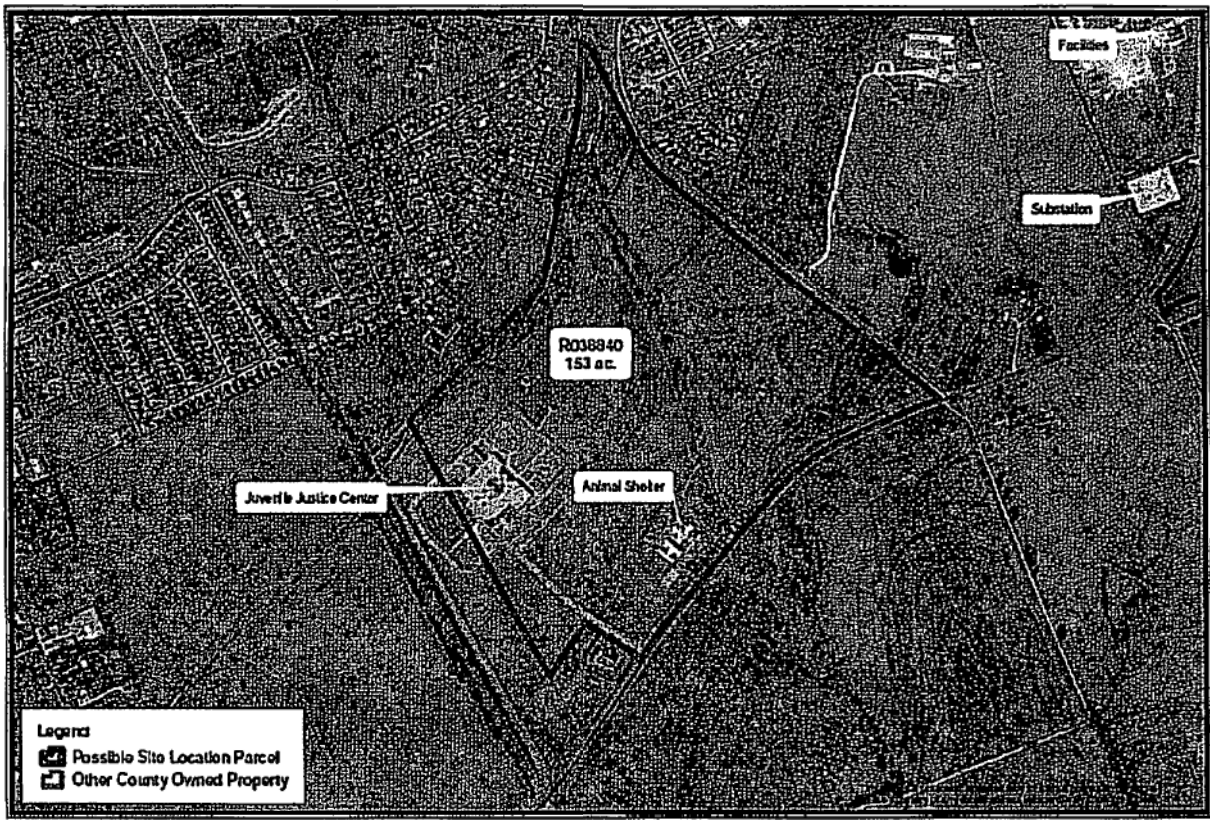 Facilities
Substation
R038840
153 ac.
Juvenile Justice Center
Animal Shelter
Legend
Possible Site Location Parcel
Other County Owned Property